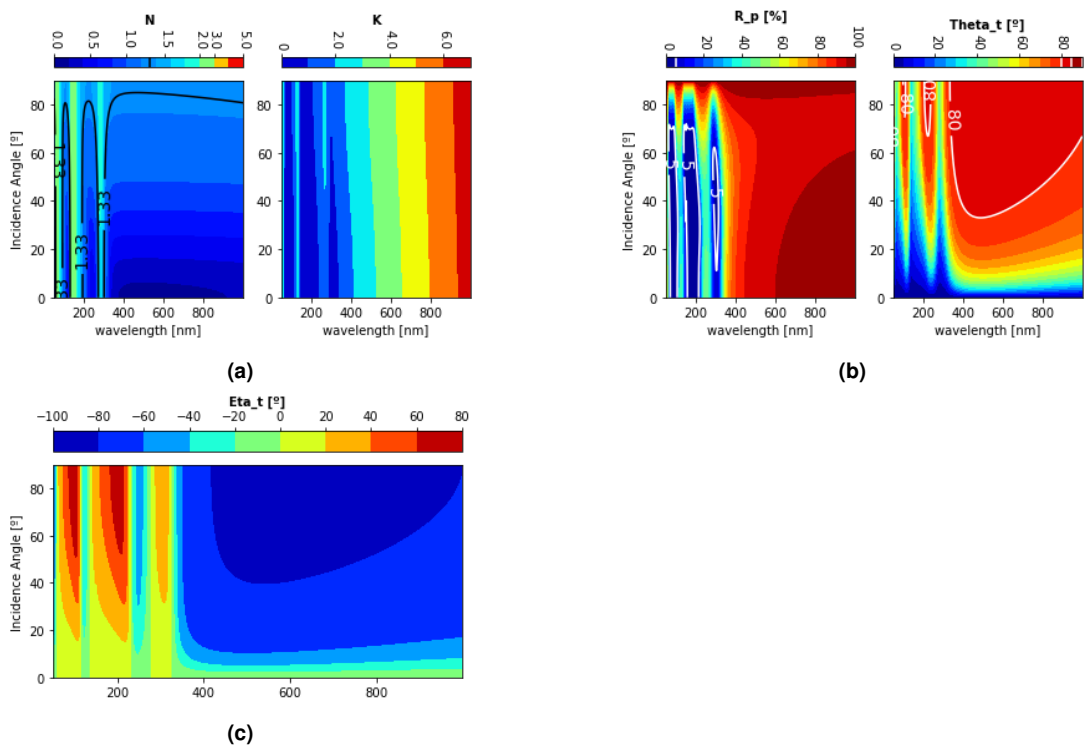 N
K
R_p [%]
Theta_t [º]
0.0 0.5 1.0 1.5 2.0 3.0 5.0
0 2.0 4.0 6.0
0 20 40 60 80 100
0 20 40 60 80
Incidence Angle [º]
80
60
40
20
0
3.33
1.33
1.33
33
Incidence Angle [º]
80
60
40
20
0
5
5
5
80
80
80
200 400 600 800
wavelength [nm]
200 400 600 800
wavelength [nm]
200 400 600 800
wavelength [nm]
200 400 600 800
wavelength [nm]
(a)
(b)
Eta_t [º]
−100 −80 −60 −40 −20 0 20 40 60 80
Incidence Angle [º]
80
60
40
20
0
200 400 600 800
(c)